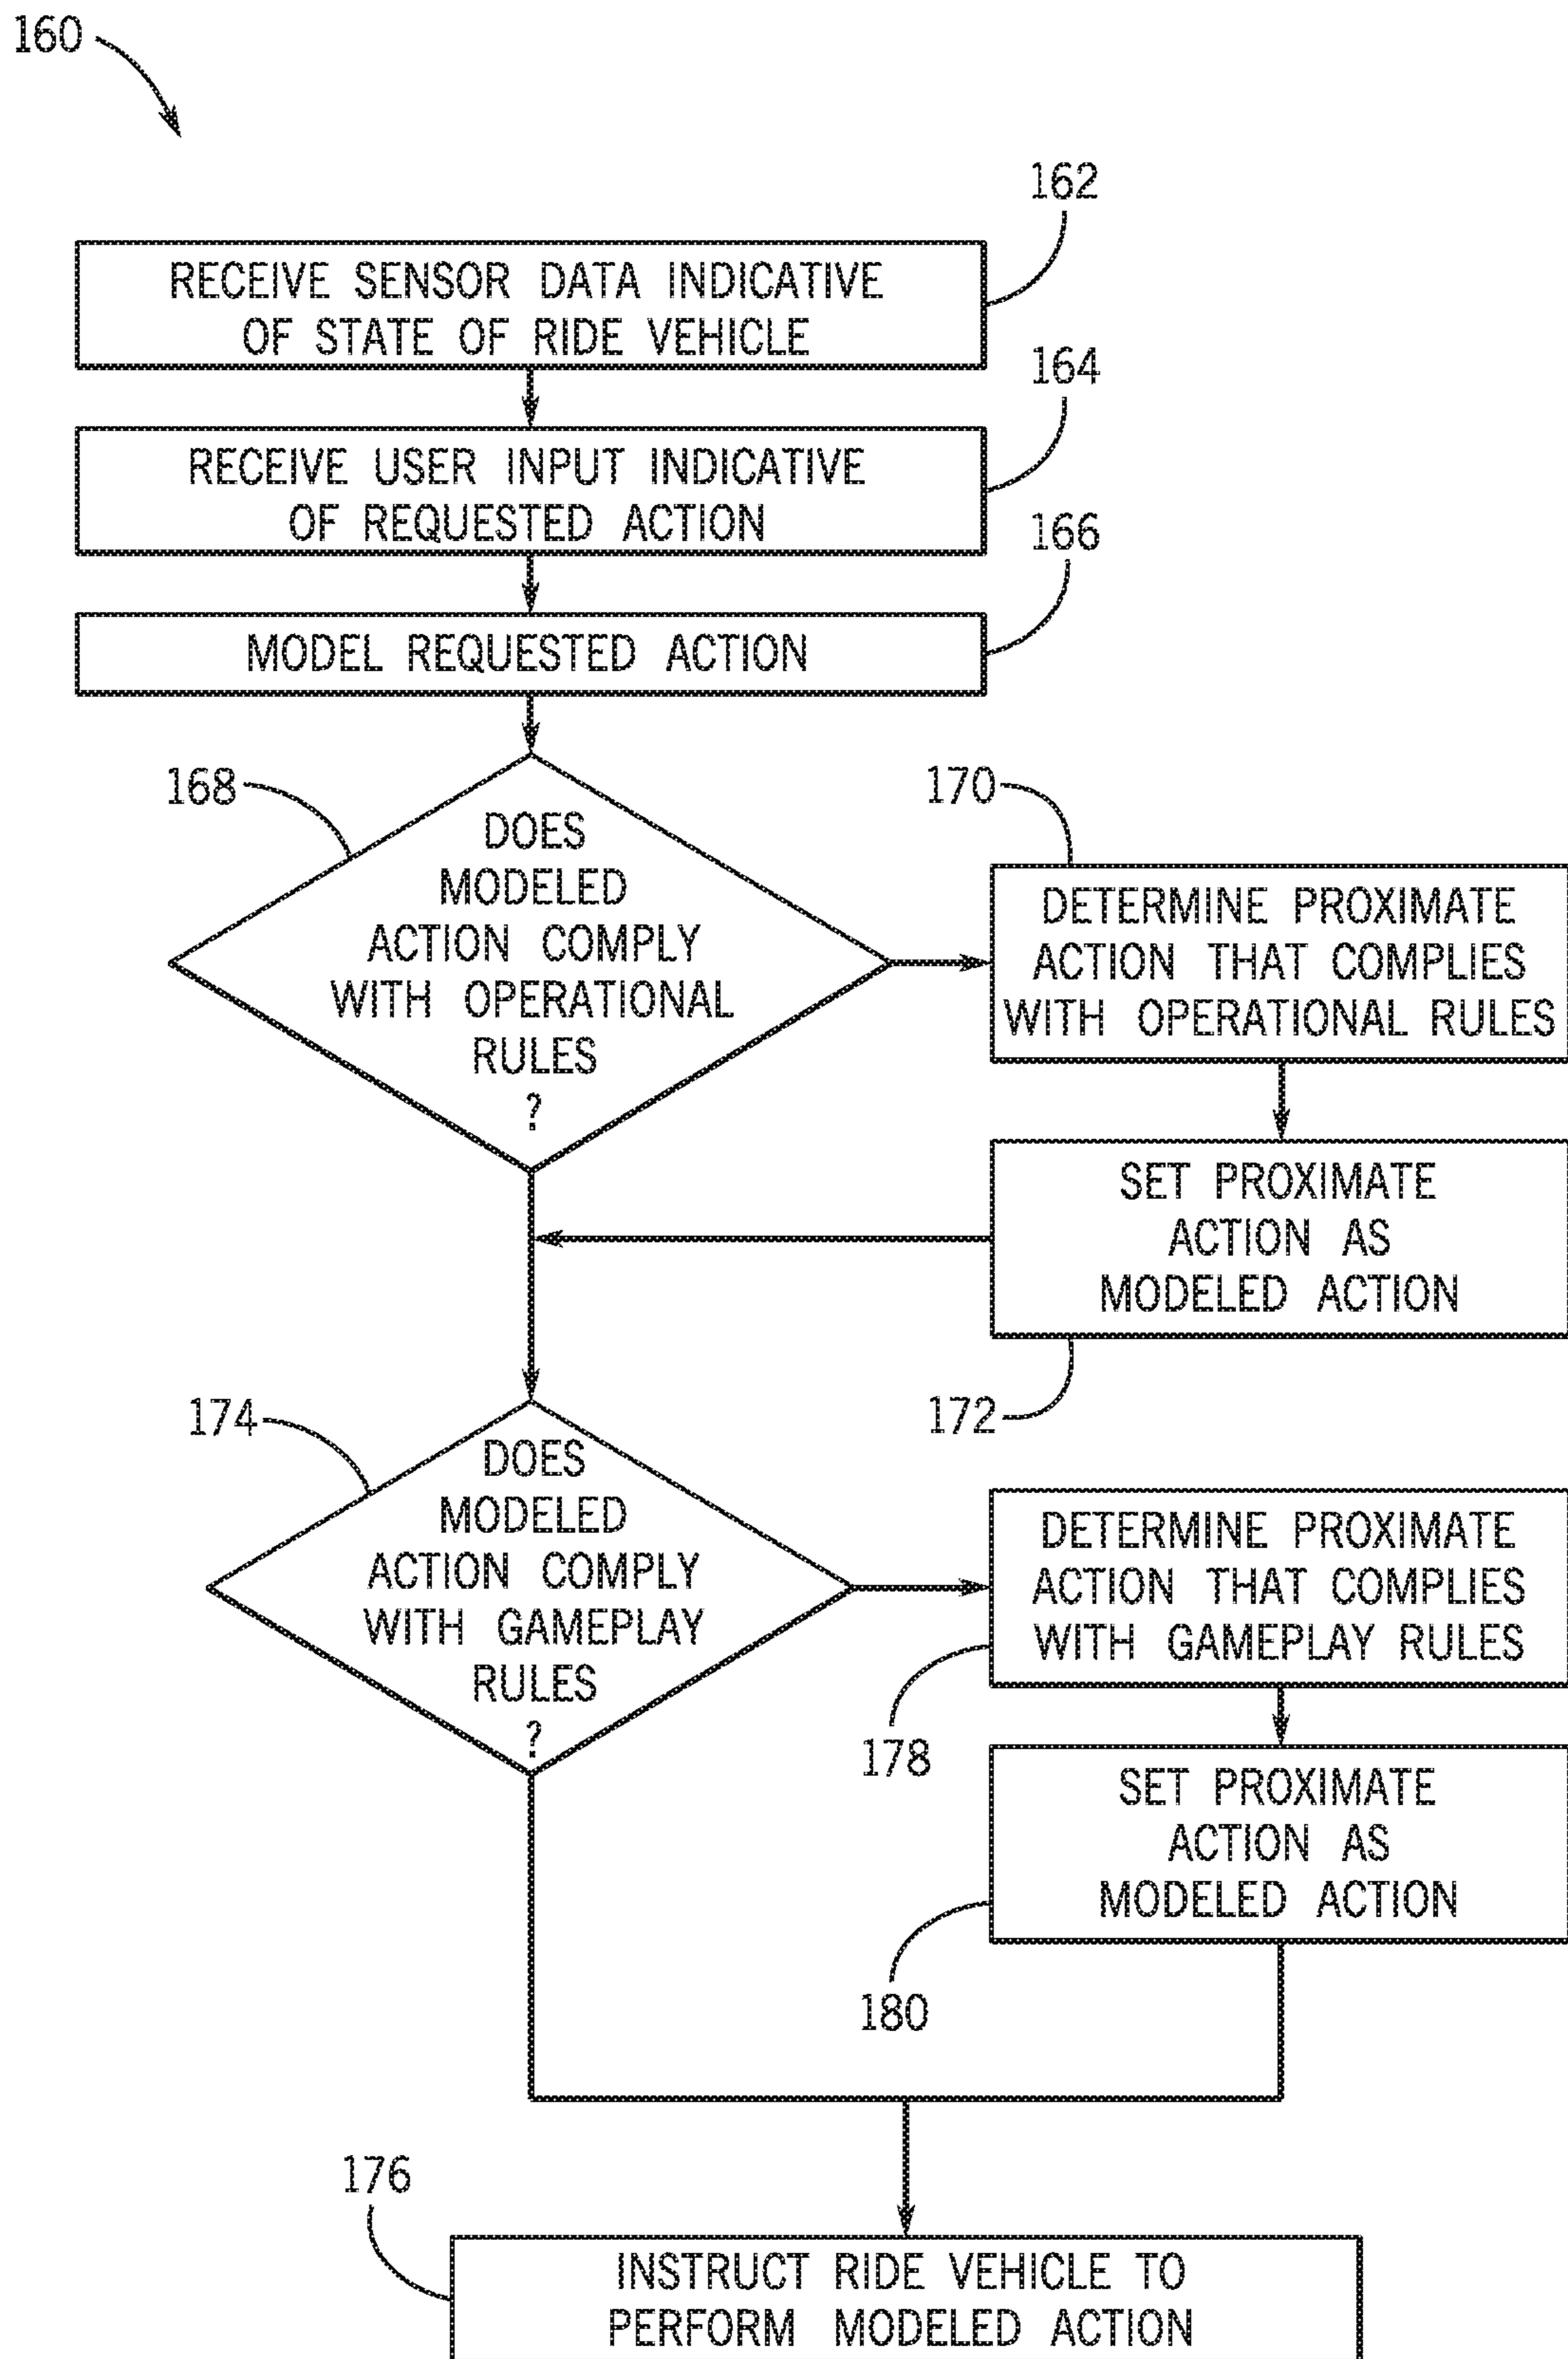 160
162
RECEIVE SENSOR DATA INDICATIVE
OF STATE OF RIDE VEHICLE
164
RECEIVE USER INPUT INDICATIVE
OF REQUESTED ACTION
166
MODEL REQUESTED ACTION
168
DOES
MODELED
ACTION COMPLY
WITH OPERATIONAL
RULES
?
170
DETERMINE PROXIMATE
ACTION THAT COMPLIES
WITH OPERATIONAL RULES
SET PROXIMATE
ACTION AS
MODELED ACTION
172
174
DOES
MODELED
ACTION COMPLY
WITH GAMEPLAY
RULES
?
DETERMINE PROXIMATE
ACTION THAT COMPLIES
WITH GAMEPLAY RULES
178
SET PROXIMATE
ACTION AS
MODELED ACTION
180
176
INSTRUCT RIDE VEHICLE TO
PERFORM MODELED ACTION